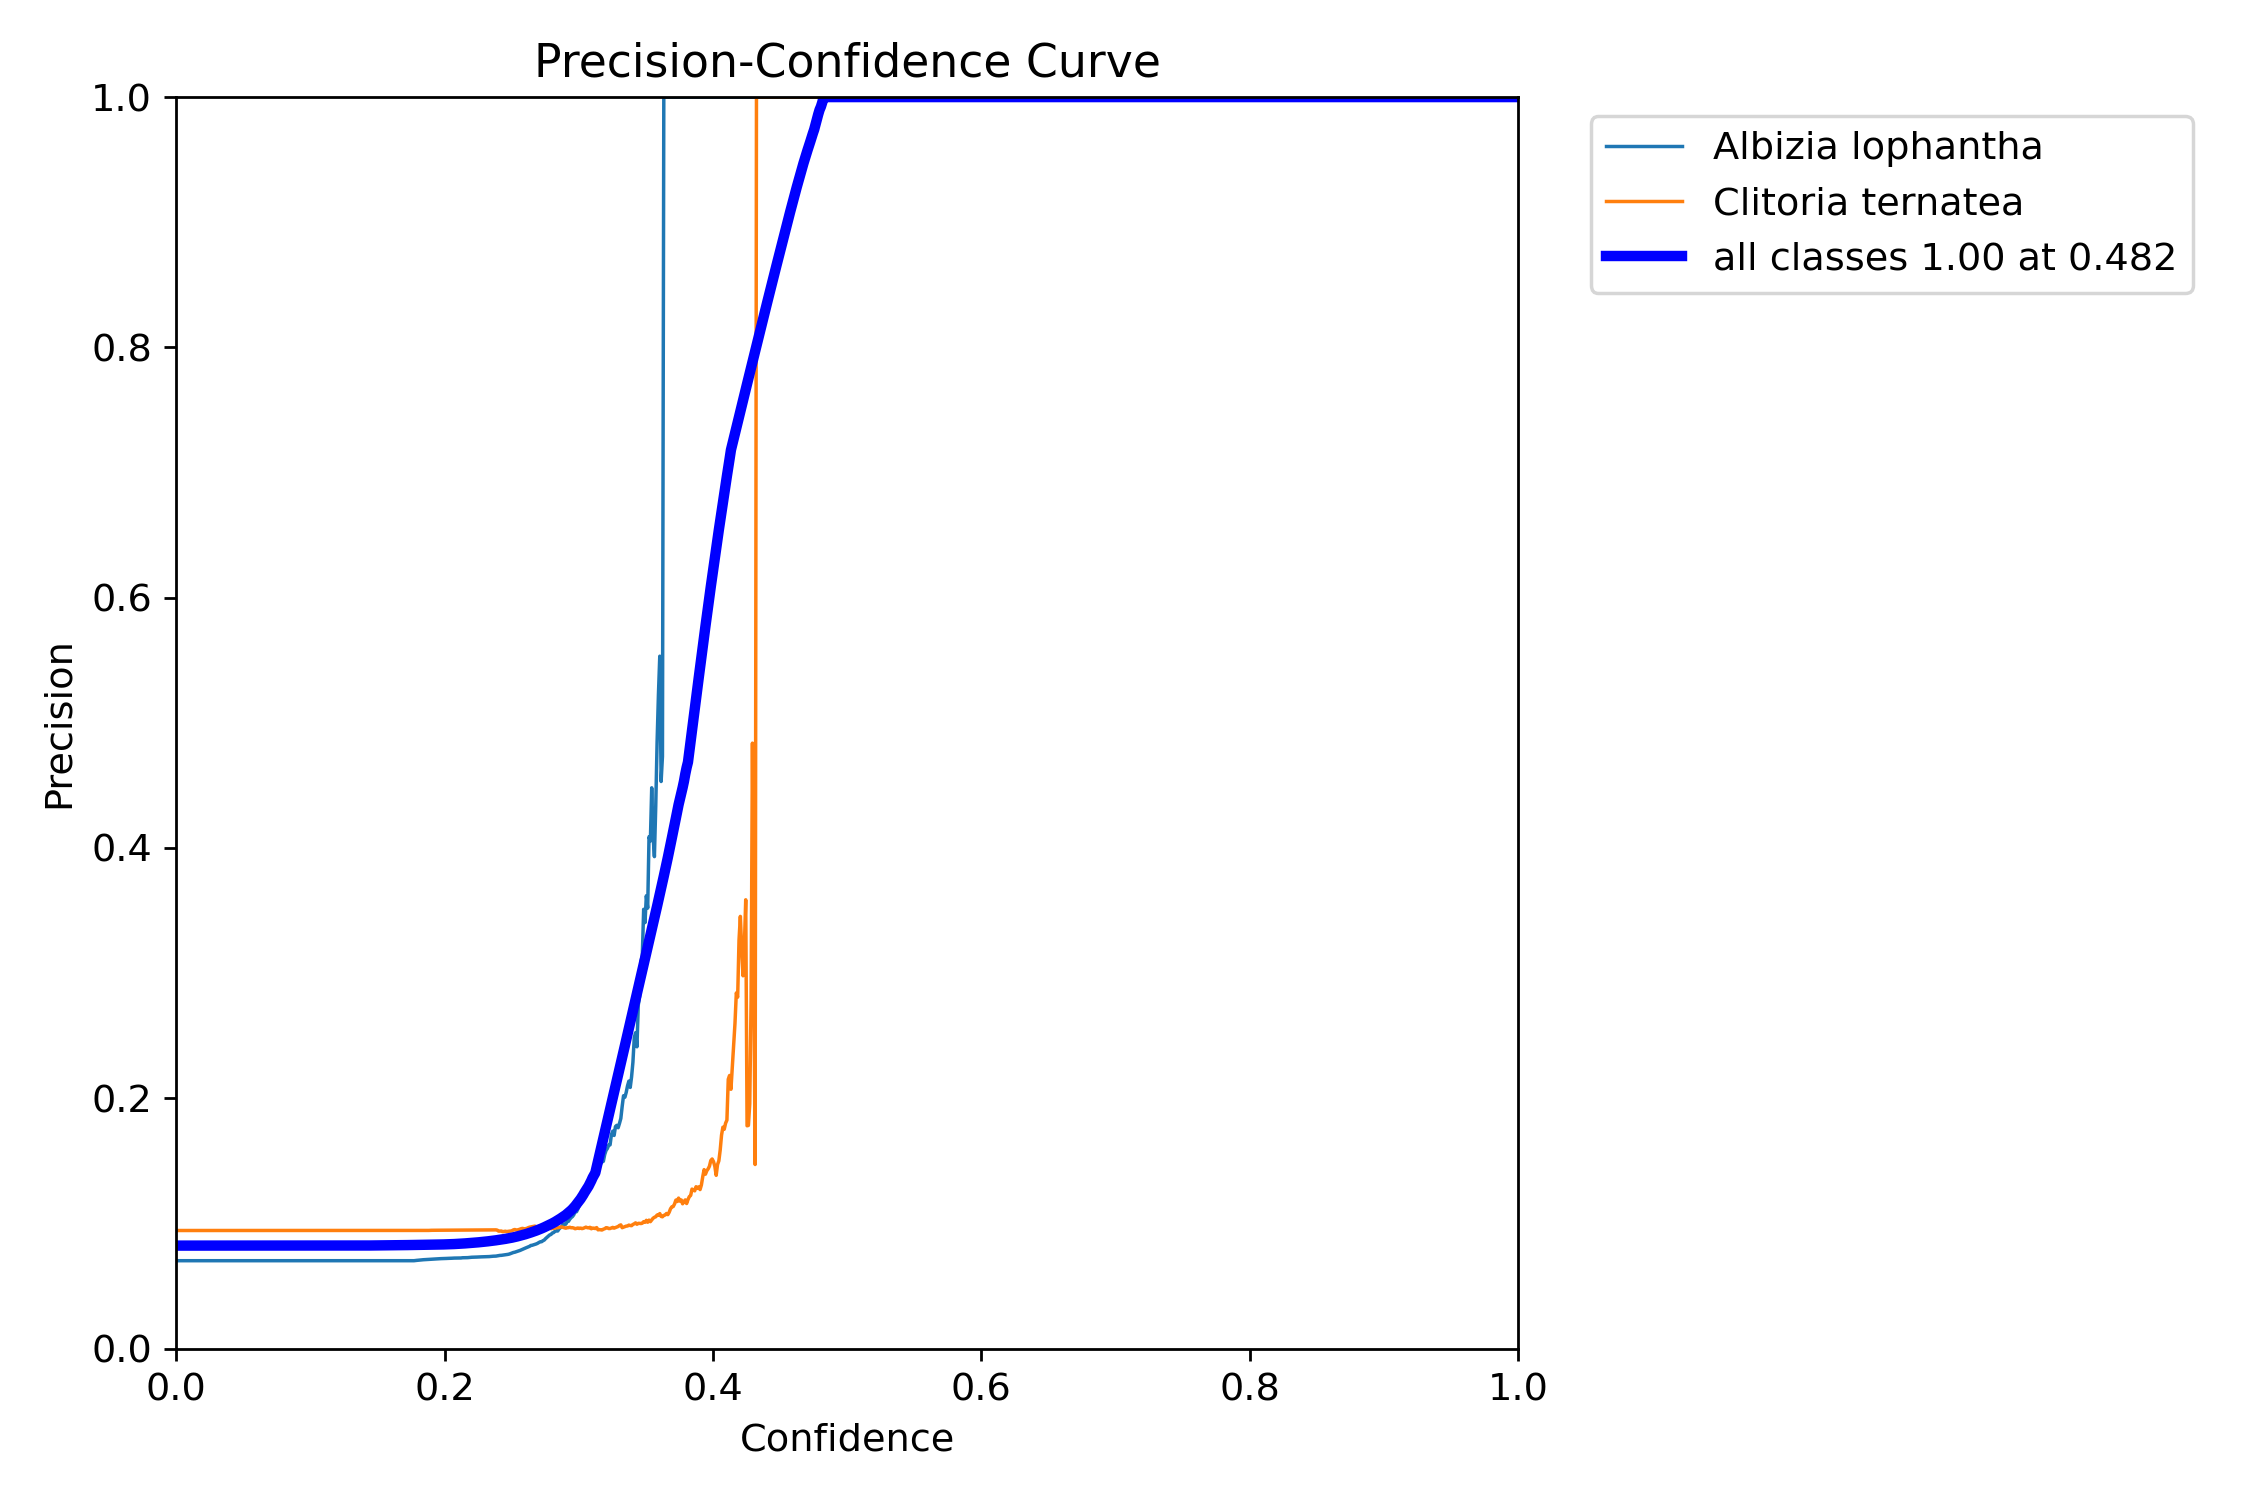 Precision-Confidence Curve
1.0
0.8
0.6
0.4
0.2
0.0
Precision
0.0 0.2 0.4 0.6 0.8 1.0
Confidence
Albizia lophantha
Clitoria ternatea
all classes 1.00 at 0.482